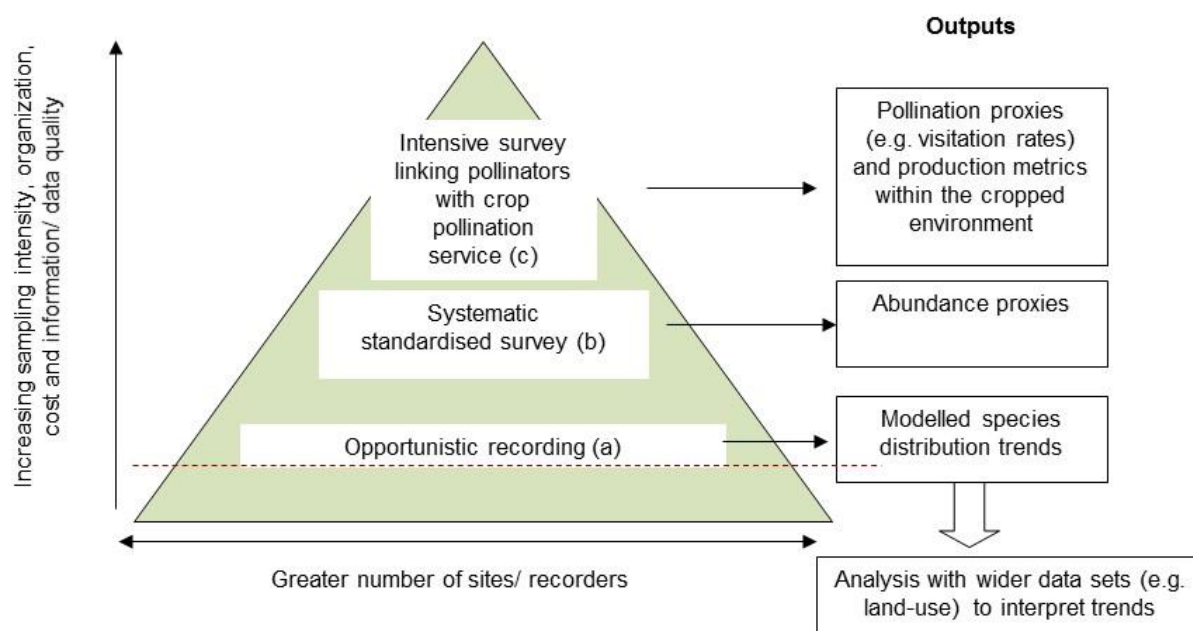 Outputs
Increasing sampling intensity, organization,
cost and information/ data quality
Intensive survey
linking pollinators
with crop
pollination
service (c)
Pollination proxies
(e.g. visitation rates)
and production metrics
within the cropped
environment
Systematic
standardised survey (b)
Abundance proxies
Opportunistic recording (a)
Modelled species
distribution trends
Greater number of sites/ recorders
Analysis with wider data sets (e.g.
land-use) to interpret trends